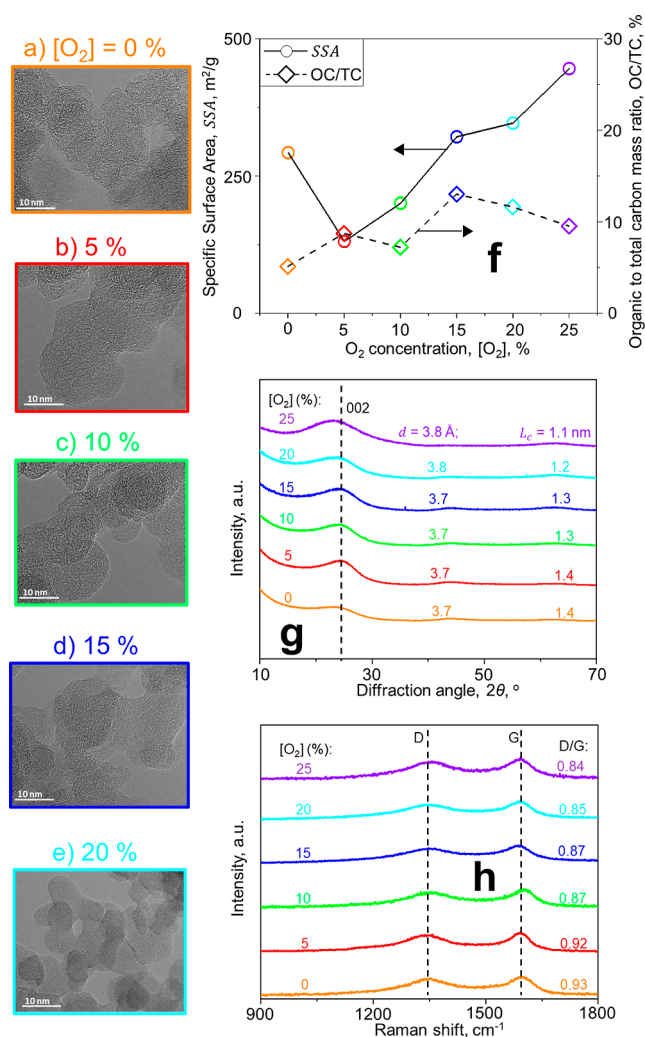 a) [O₂] = 0 %
10 nm
b) 5 %
10 nm
c) 10 %
10 nm
d) 15 %
10 nm
e) 20 %
10 nm
Specific Surface Area, SSA, m²/g
500
250
0
SSA
OC/TC
30
20
10
0
Organic to total carbon mass ratio, OC/TC, %
f
0 5 10 15 20 25
O₂ concentration, [O₂], %
Intensity, a.u.
[O₂] (%):
002
25 d = 3.8 Å; L_c = 1.1 nm
20 3.8 1.2
15 3.7 1.3
10 3.7 1.3
5 3.7 1.4
0 3.7 1.4
g
10 30 50 70
Diffraction angle, 2θ, °
Intensity, a.u.
[O₂] (%): D G D/G:
25 0.84
20 0.85
15 0.87
h
10 0.87
5 0.92
0 0.93
900 1200 1500 1800
Raman shift, cm⁻¹